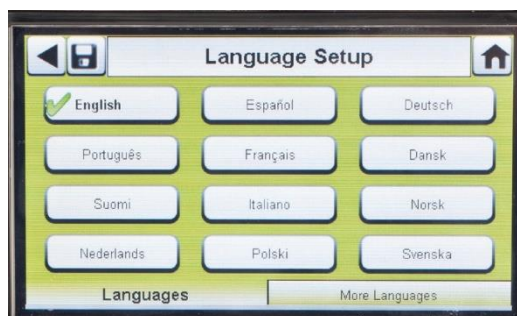 Language Setup
English Español Deutsch
Português Français Dansk
Suomi Italiano Norsk
Nederlands Polski Svenska
Languages More Languages